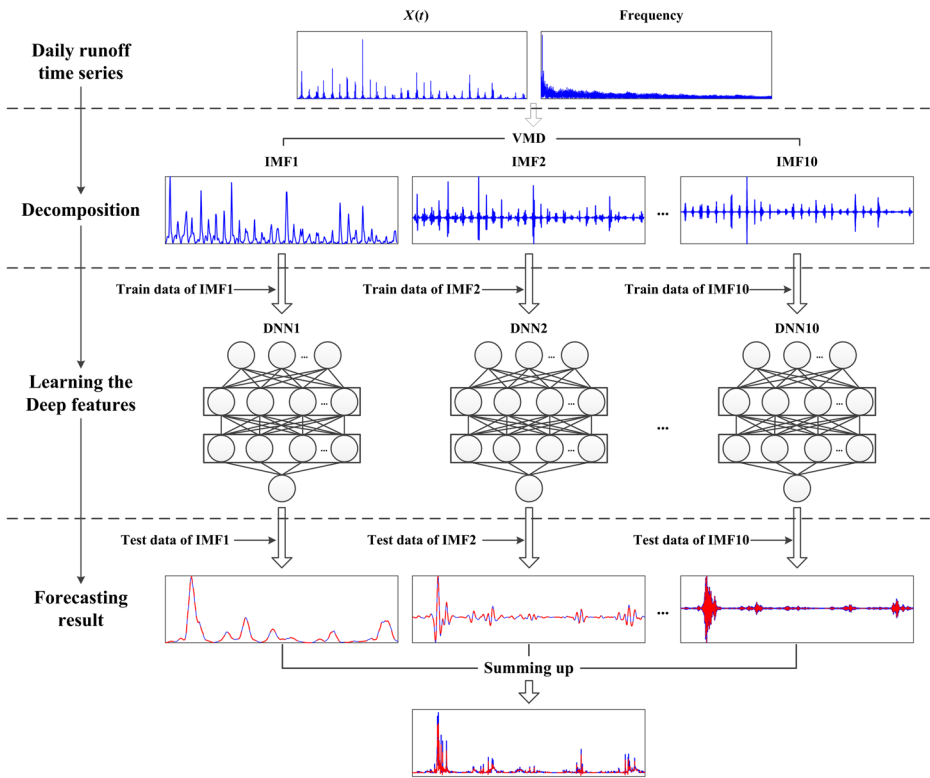 X(t)
Frequency
Daily runoff
time series
VMD
IMF1
IMF2
IMF10
Decomposition
...
Train data of IMF1
Train data of IMF2
Train data of IMF10
DNN1
DNN2
DNN10
...
...
...
Learning the
Deep features
...
...
...
...
...
...
...
Test data of IMF1
Test data of IMF2
Test data of IMF10
Forecasting
result
...
Summing up